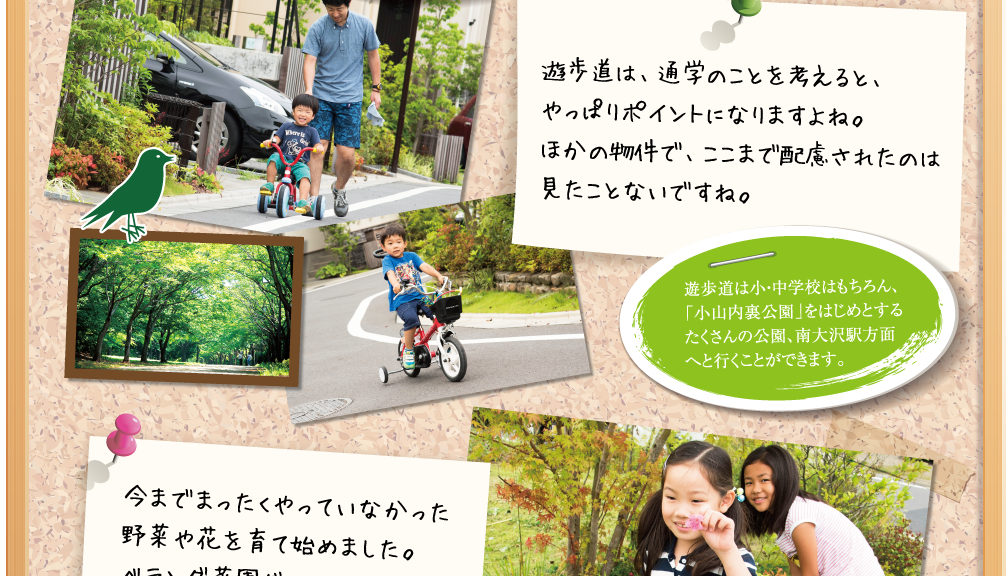 遊歩道は、通学のことを考えると、
やっぱりポイントになりますよね。
ほかの物件で、ここまで配慮されたのは
見たことないですね。
遊歩道は小・中学校はもちろん、
「小山内裏公園」をはじめとする
たくさんの公園、南大沢駅方面
へと行くことができます。
今までまったくやっていなかった
野菜や花を育て始めました。